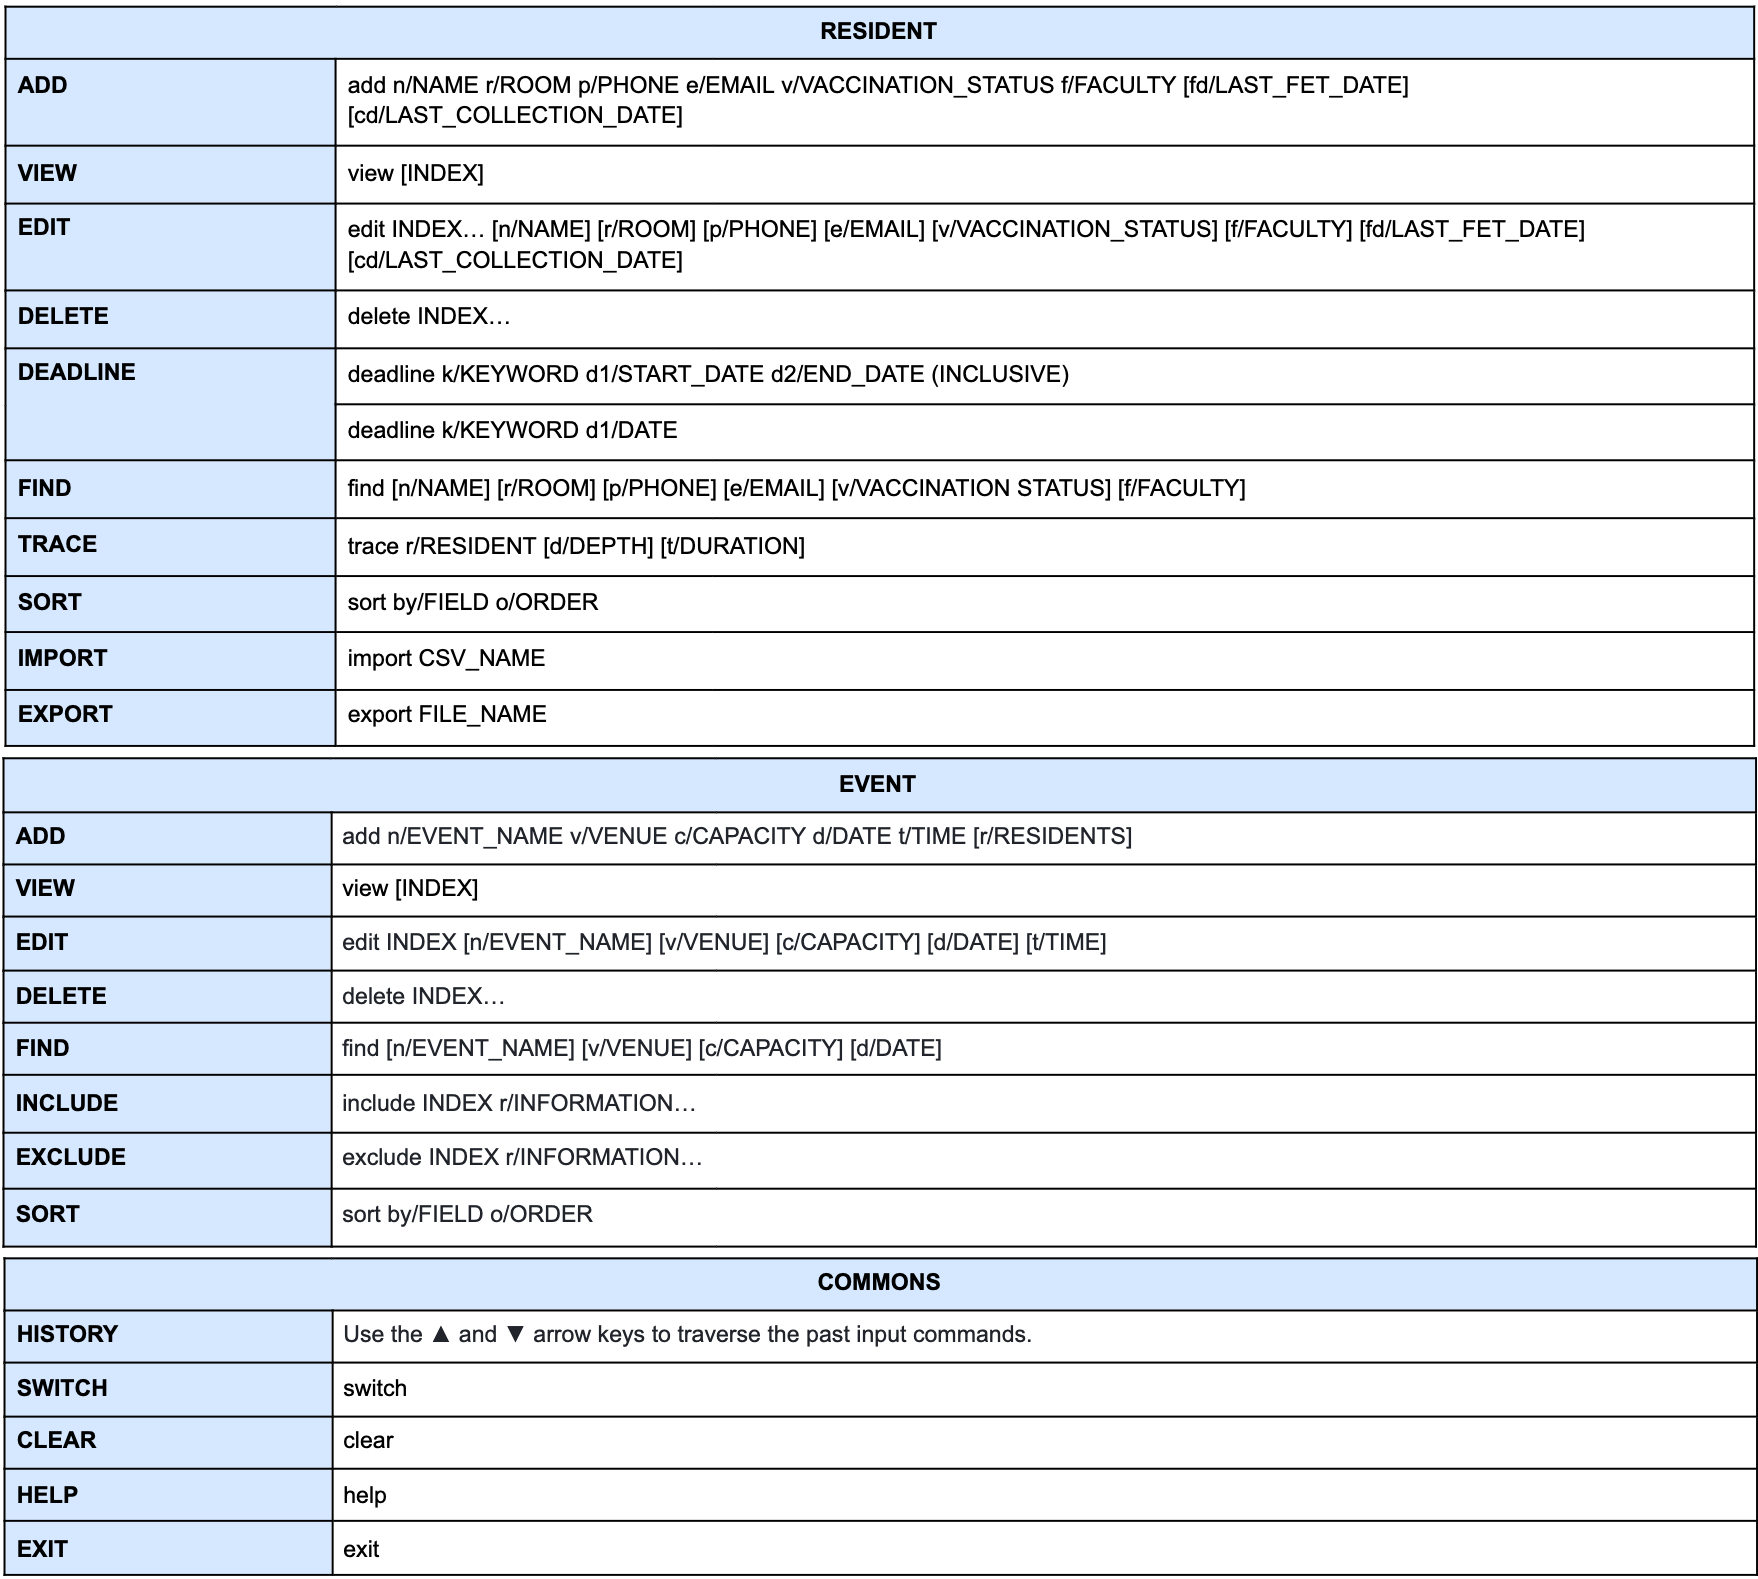 RESIDENT
ADD
add n/NAME r/ROOM p/PHONE e/EMAIL v/VACCINATION_STATUS f/FACULTY [fd/LAST_FET_DATE]
[cd/LAST_COLLECTION_DATE]
VIEW
view [INDEX]
EDIT
edit INDEX… [n/NAME] [r/ROOM] [p/PHONE] [e/EMAIL] [v/VACCINATION_STATUS] [f/FACULTY] [fd/LAST_FET_DATE]
[cd/LAST_COLLECTION_DATE]
DELETE
delete INDEX…
DEADLINE
deadline k/KEYWORD d1/START_DATE d2/END_DATE (INCLUSIVE)
deadline k/KEYWORD d1/DATE
FIND
find [n/NAME] [r/ROOM] [p/PHONE] [e/EMAIL] [v/VACCINATION STATUS] [f/FACULTY]
TRACE
trace r/RESIDENT [d/DEPTH] [t/DURATION]
SORT
sort by/FIELD o/ORDER
IMPORT
import CSV_NAME
EXPORT
export FILE_NAME
EVENT
ADD
add n/EVENT_NAME v/VENUE c/CAPACITY d/DATE t/TIME [r/RESIDENTS]
VIEW
view [INDEX]
EDIT
edit INDEX [n/EVENT_NAME] [v/VENUE] [c/CAPACITY] [d/DATE] [t/TIME]
DELETE
delete INDEX…
FIND
find [n/EVENT_NAME] [v/VENUE] [c/CAPACITY] [d/DATE]
INCLUDE
include INDEX r/INFORMATION…
EXCLUDE
exclude INDEX r/INFORMATION…
SORT
sort by/FIELD o/ORDER
COMMONS
HISTORY
Use the ▲ and ▼ arrow keys to traverse the past input commands.
SWITCH
switch
CLEAR
clear
HELP
help
EXIT
exit